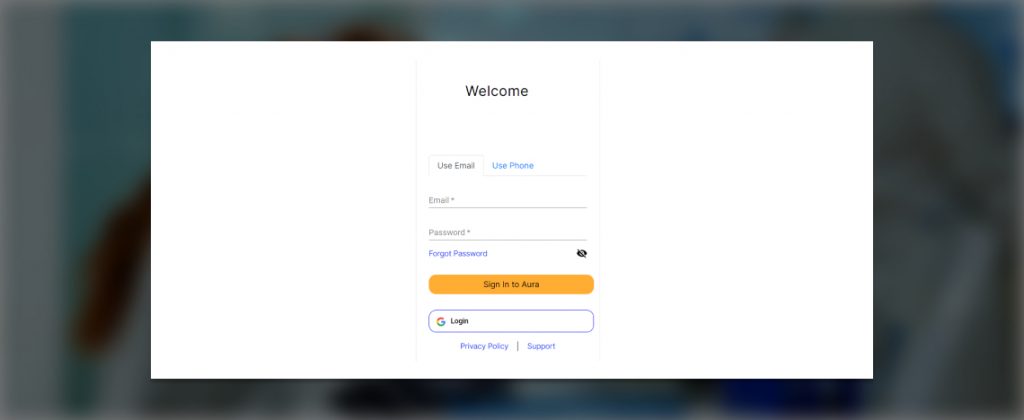 Welcome
Use Email Use Phone
Email *
Password *
Forgot Password
Sign In to Aura
Login
Privacy Policy | Support